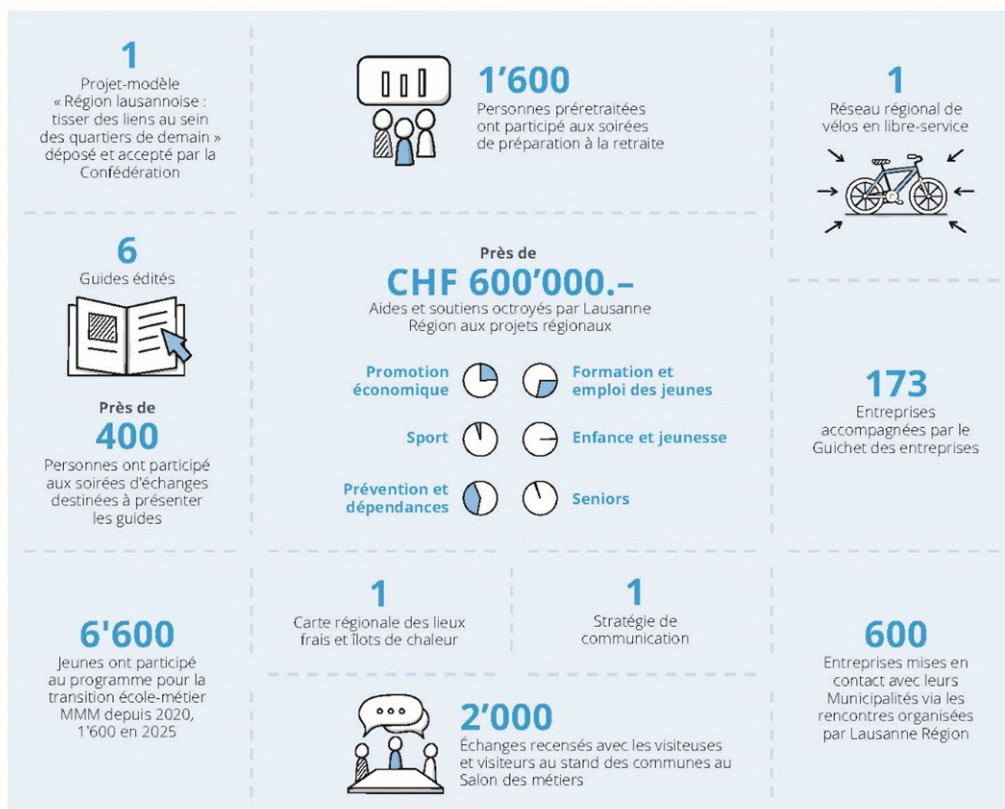 1
Projet-modèle
« Région lausannoise :
tisser des liens au sein
des quartiers de demain »
déposé et accepté par la
Confédération
1’600
Personnes préretraitées
ont participé aux soirées
de préparation à la retraite
1
Réseau régional de
vélos en libre-service
6
Guides édités
Près de
400
Personnes ont participé
aux soirées d’échanges
destinées à présenter
les guides
Près de
CHF 600’000.–
Aides et soutiens octroyés par Lausanne
Région aux projets régionaux
Promotion
économique
Formation et
emploi des jeunes
Sport
Enfance et jeunesse
Prévention et
dépendances
Seniors
173
Entreprises
accompagnées par le
Guichet des entreprises
6'600
Jeunes ont participé
au programme pour la
transition école-métier
MMM depuis 2020,
1'600 en 2025
1
Carte régionale des lieux
frais et îlots de chaleur
1
Stratégie de
communication
2’000
Échanges recensés avec les visiteuses
et visiteurs au stand des communes au
Salon des métiers
600
Entreprises mises en
contact avec leurs
Municipalités via les
rencontres organisées
par Lausanne Région